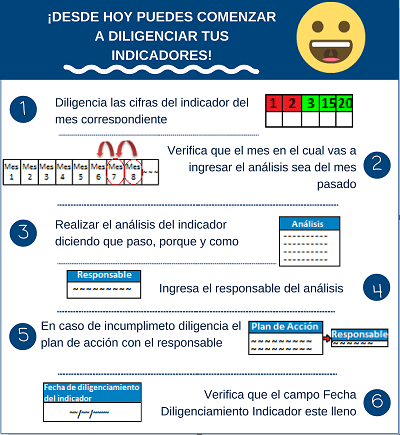 ¡DESDE HOY PUEDES COMENZAR
A DILIGENCIAR TUS
INDICADORES!
1
Diligencia las cifras del indicador del
mes correspondiente
1 2 3 15 20
Verifica que el mes en el cual vas a
ingresar el análisis sea del mes
pasado
2
Mes Mes Mes Mes Mes Mes Mes Mes
1 2 3 4 5 6 7 8
3
Realizar el análisis del indicador
diciendo que paso, porque y como
Análisis
Responsable
Ingresa el responsable del análisis
4
5
En caso de incumplimeto diligencia el
plan de acción con el responsable
Plan de Acción
Responsable
Fecha de diligenciamiento
del indicador
Verifica que el campo Fecha
Diligenciamiento Indicador este lleno
6